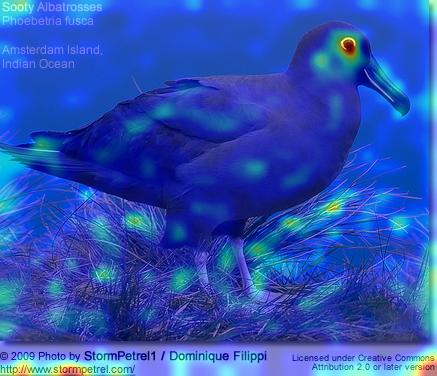 Sooty Albatrosses
Phoebetria fusca
Amsterdam Island,
Indian Ocean
© 2009 Photo by StormPetrel1 / Dominique Filippi
http://www.stormpetrel.com/
Licensed under Creative Commons
Attribution 2.0 or later version